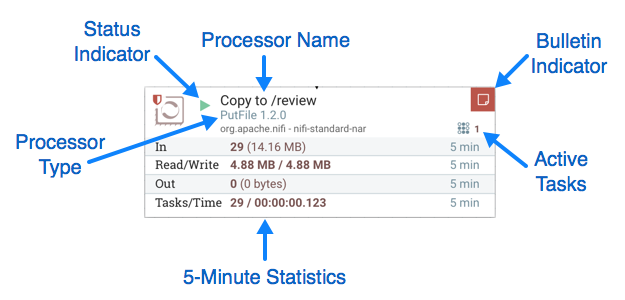 Status
Indicator
Processor Name
Bulletin
Indicator
Copy to /review
PutFile 1.2.0
org.apache.nifi - nifi-standard-nar
1
Processor
Type
In 29 (14.16 MB) 5 min
Read/Write 4.88 MB / 4.88 MB 5 min
Out 0 (0 bytes) 5 min
Tasks/Time 29 / 00:00:00.123 5 min
Active
Tasks
5-Minute Statistics